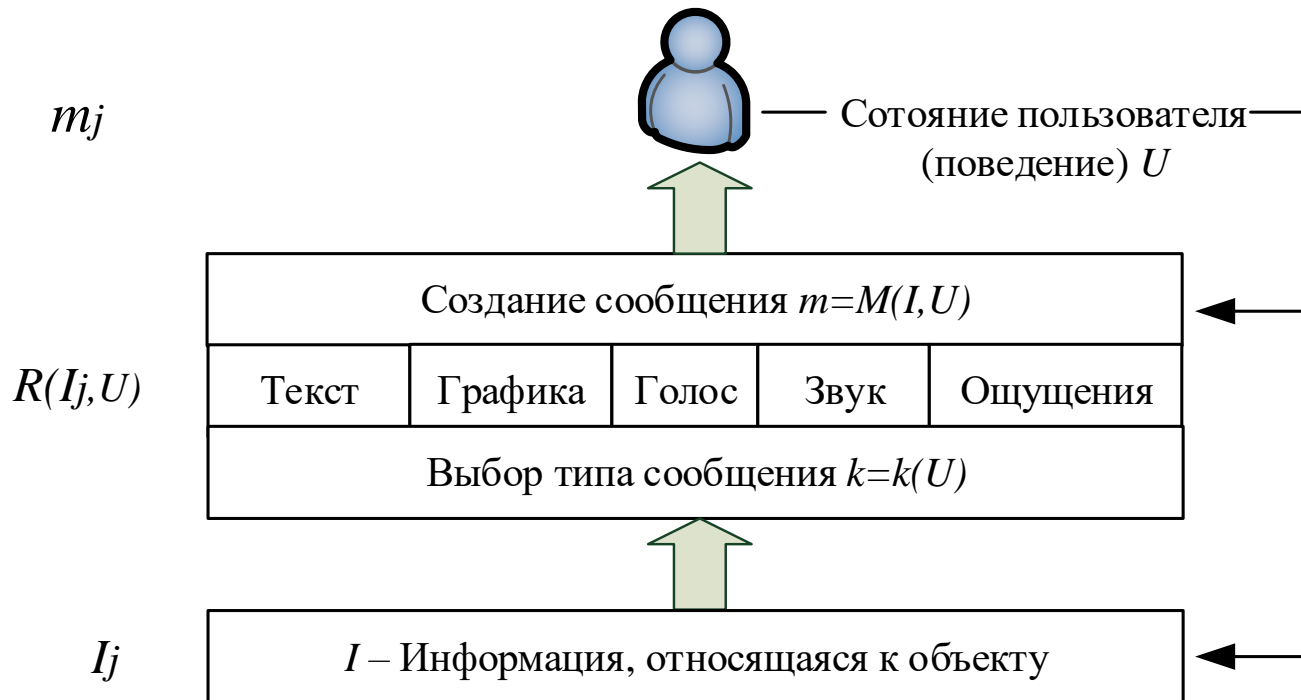 mj
Сотояние пользователя
(поведение) U
Создание сообщения m=M(I,U)
R(Ij,U)
Текст Графика Голос Звук Ощущения
Выбор типа сообщения k=k(U)
Ij
I – Информация, относящаяся к объекту